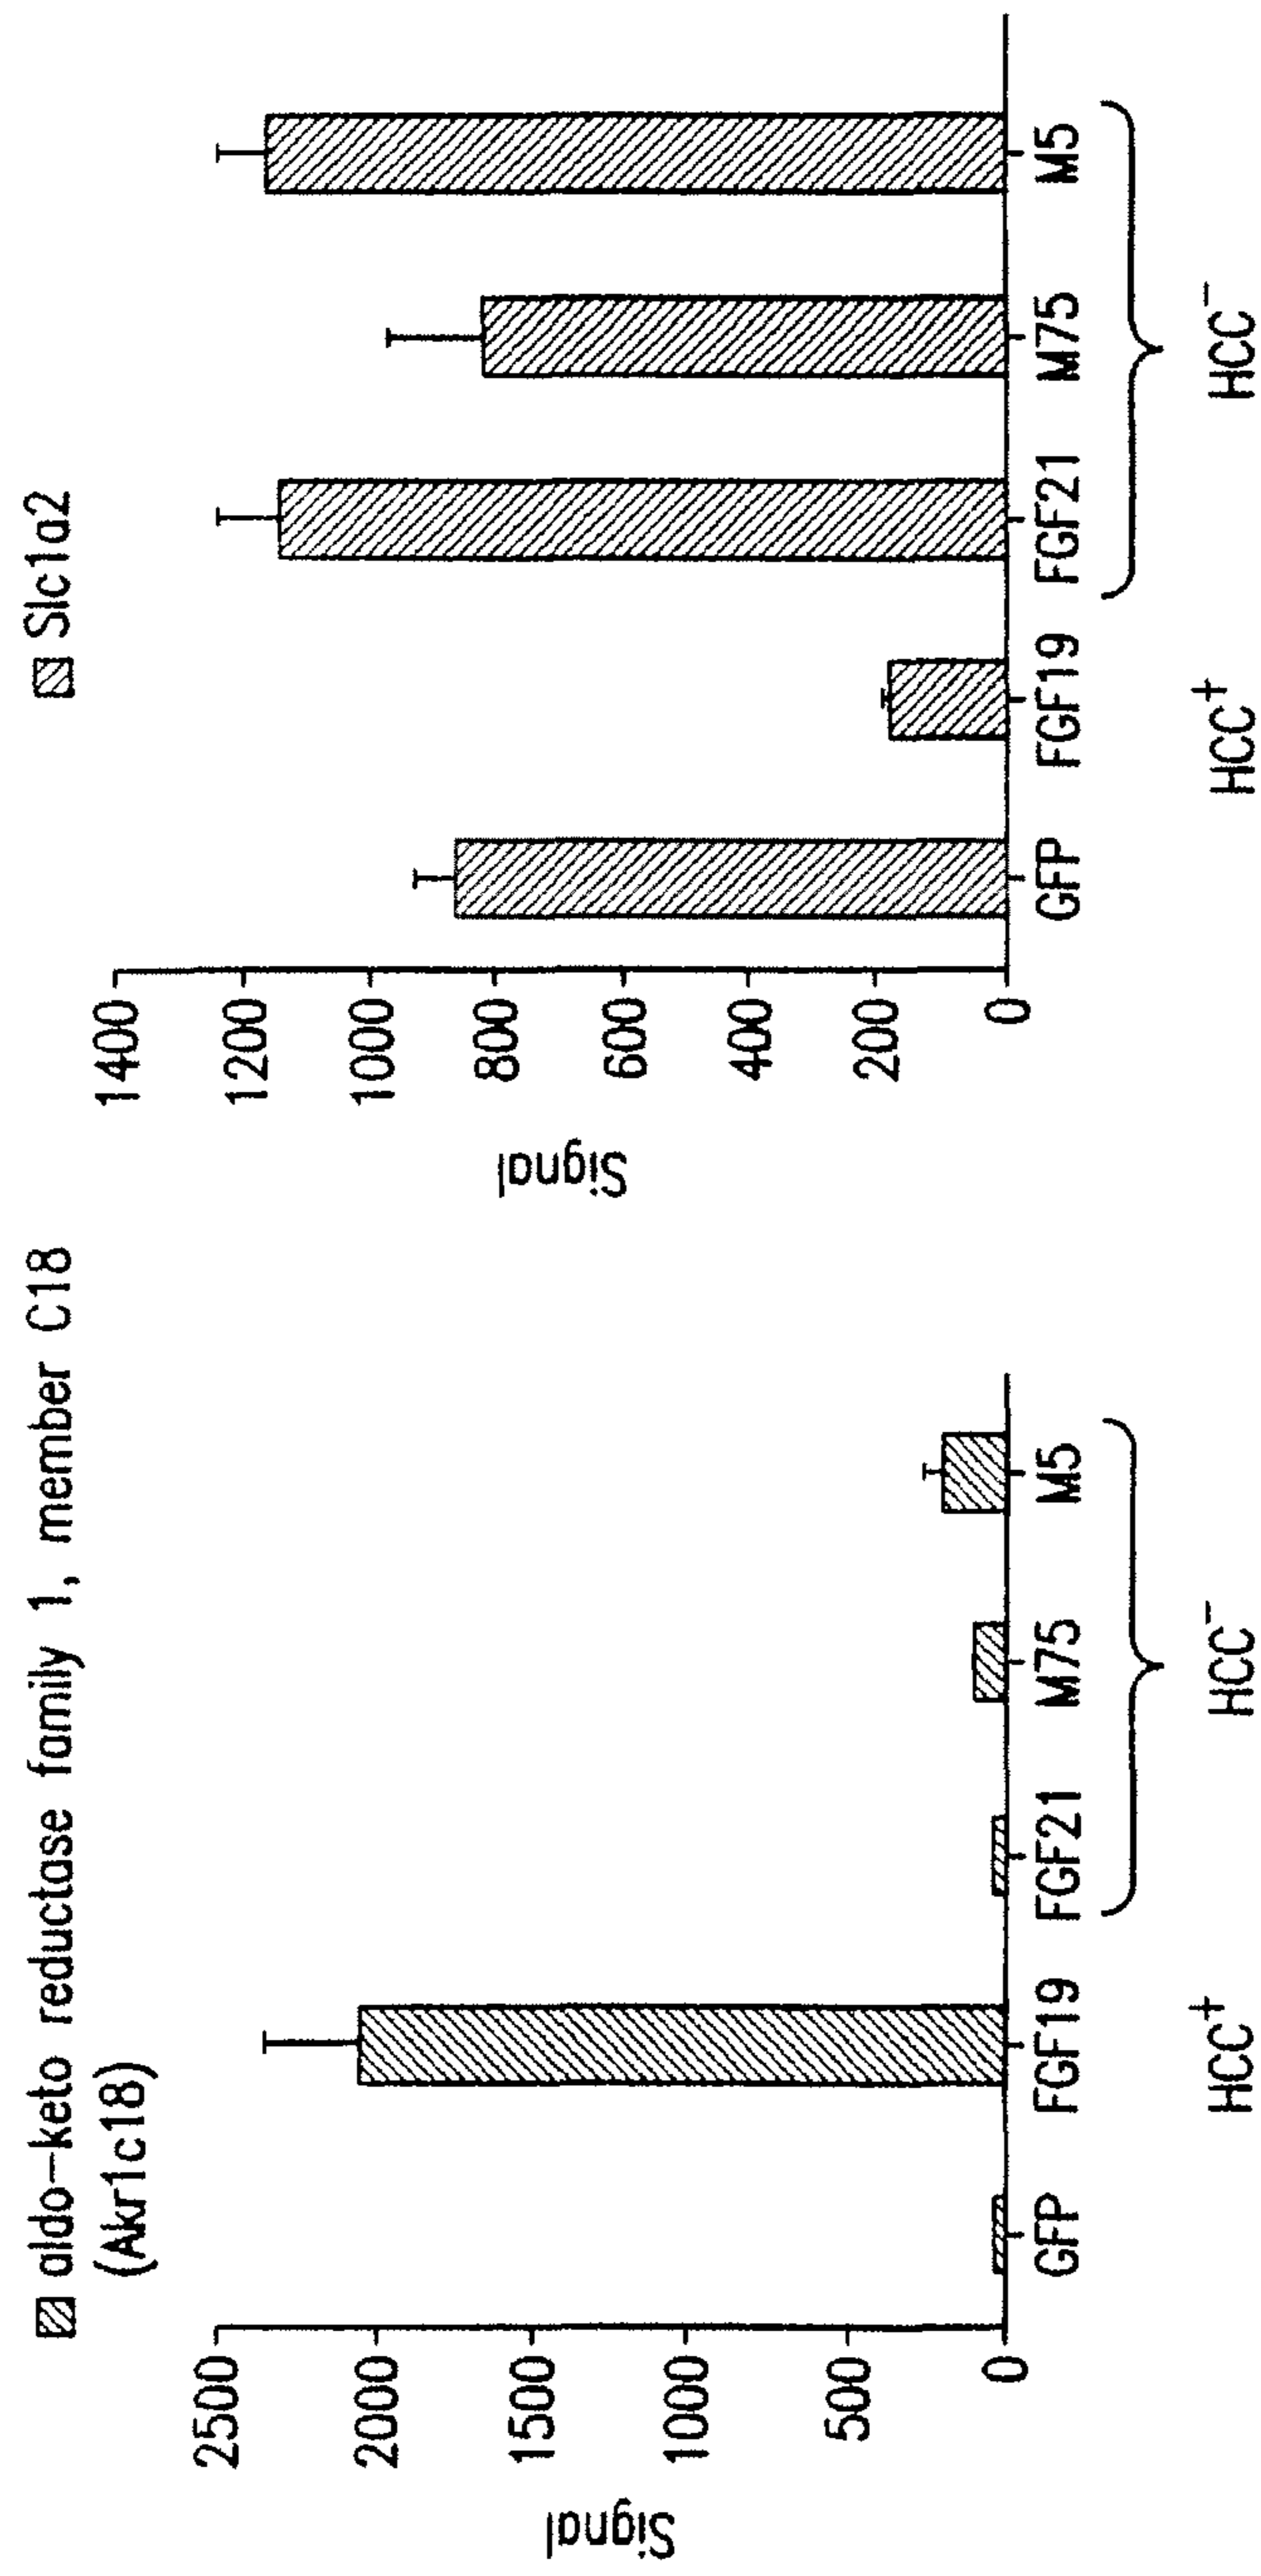 aldo-keto reductase family 1, member C18
(Akr1c18)
Signal
2500
2000
1500
1000
500
0
GFP FGF19 FGF21 M75 M5
HCC+ HCC-
Slc1a2
Signal
1400
1200
1000
800
600
400
200
0
GFP FGF19 FGF21 M75 M5
HCC+ HCC-